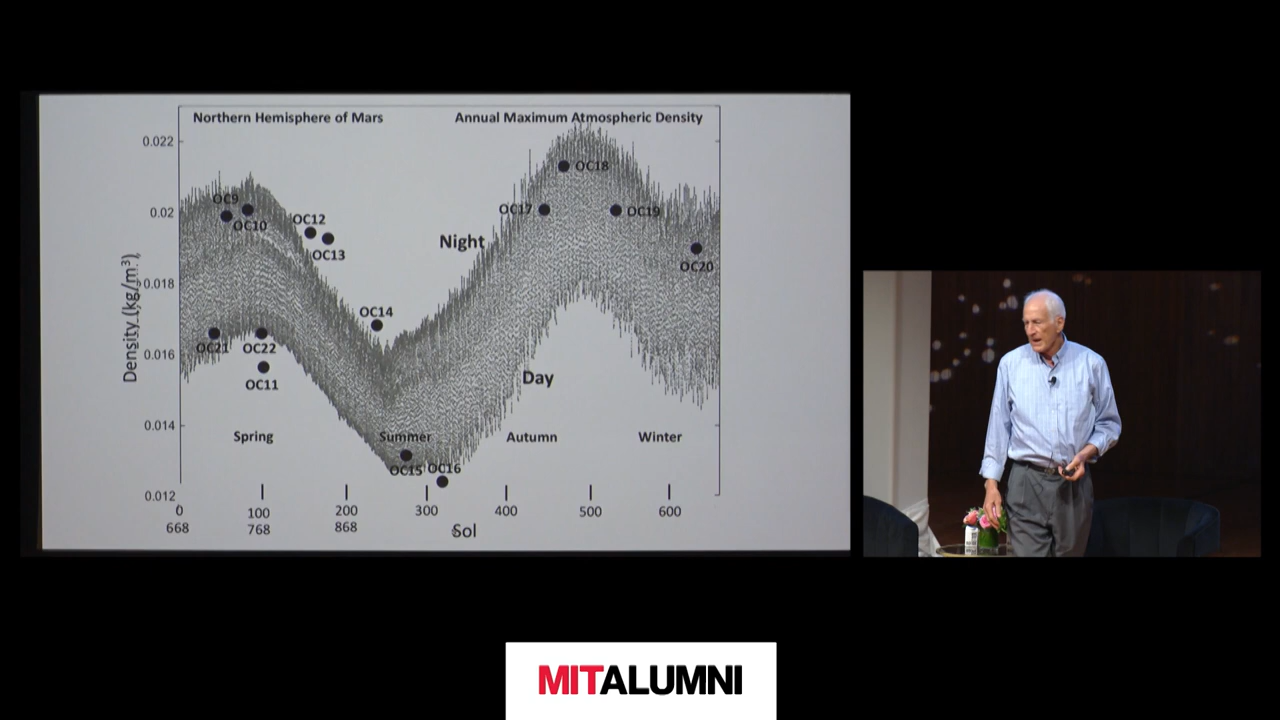 Northern Hemisphere of Mars
Annual Maximum Atmospheric Density
0.022
0.02
0.018
0.016
0.014
0.012
Density (kg/m³)
OC9
OC10
OC12
OC13
OC14
OC21
OC22
OC11
OC15
OC16
OC17
OC18
OC19
OC20
Night
Day
Spring
Summer
Autumn
Winter
0
100
200
300
400
500
600
668
768
868
Sol
MITALUMNI